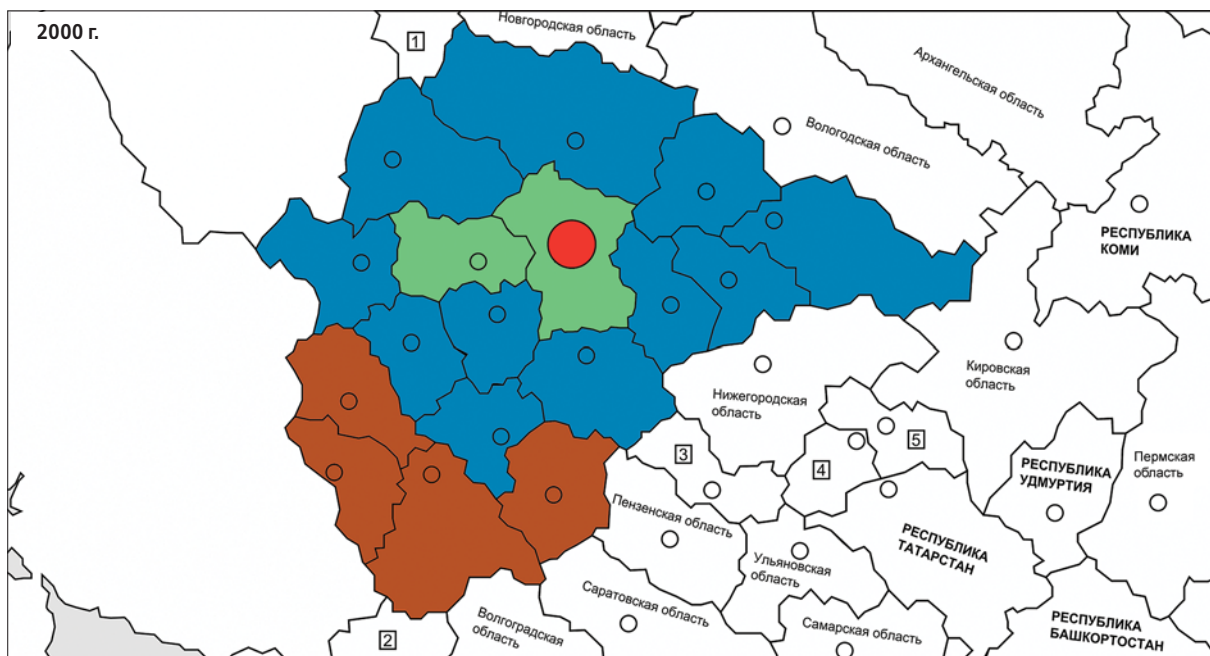 2000 г.
1
Новгородская область
Архангельская область
Вологодская область
РЕСПУБЛИКА
КОМИ
Кировская
область
Нижегородская
область
3
4
5
РЕСПУБЛИКА
УДМУРТИЯ
Пермская
область
Пензенская область
РЕСПУБЛИКА
ТАТАРСТАН
Ульяновская
область
Саратовская область
Самарская область
РЕСПУБЛИКА
БАШКОРТОСТАН
2
Волгоградская
область